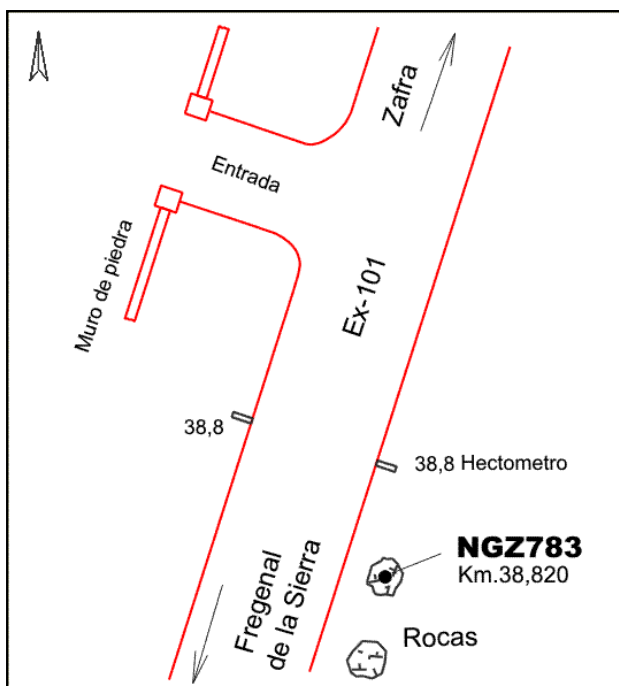 Zafra
Entrada
Muro de piedra
Ex-101
38,8
38,8 Hectometro
NGZ783
Km.38,820
Fregenal
de la Sierra
Rocas